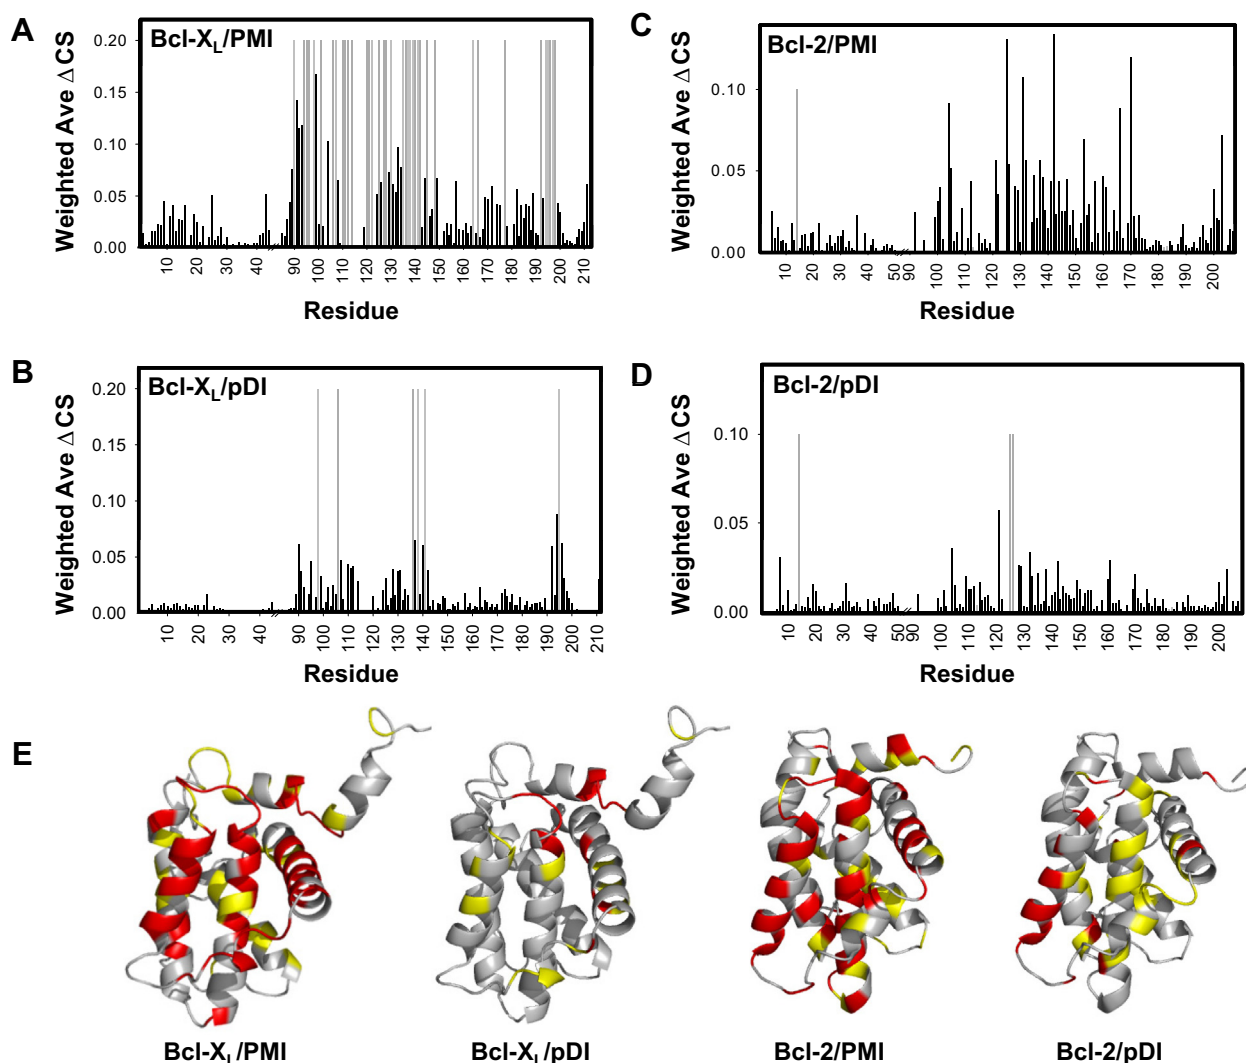 A
Bcl-XL/PMI
Weighted Ave ΔCS
0.20
0.15
0.10
0.05
0.00
10 20 30 40 90 100 110 120 130 140 150 160 170 180 190 200 210
Residue
C
Bcl-2/PMI
Weighted Ave ΔCS
0.10
0.05
0.00
10 20 30 40 50 90 100 110 120 130 140 150 160 170 180 190 200
Residue
B
Bcl-XL/pDI
Weighted Ave ΔCS
0.20
0.15
0.10
0.05
0.00
10 20 30 40 90 100 110 120 130 140 150 160 170 180 190 200 210
Residue
D
Bcl-2/pDI
Weighted Ave ΔCS
0.10
0.05
0.00
10 20 30 40 50 90 100 110 120 130 140 150 160 170 180 190 200
Residue
E
Bcl-XL/PMI Bcl-XL/pDI Bcl-2/PMI Bcl-2/pDI